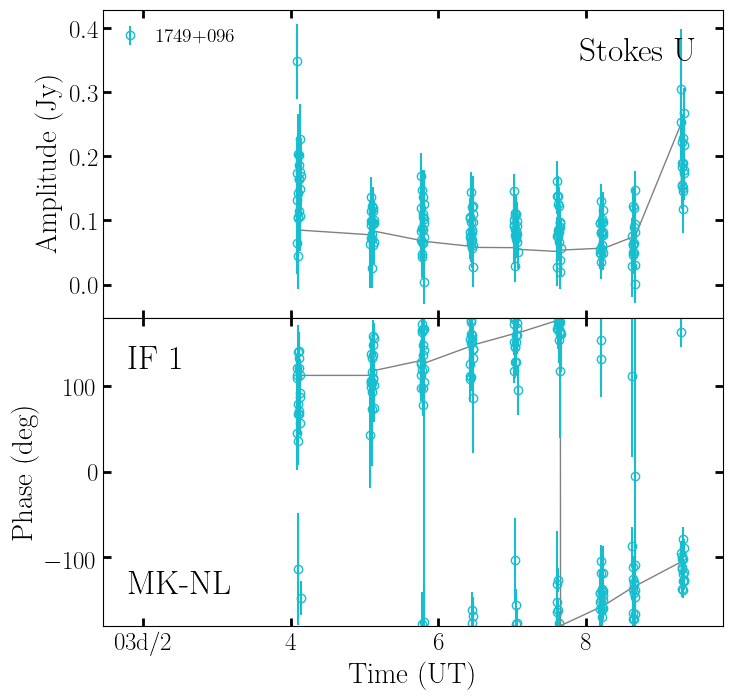 1749+096
Stokes U
0.4
0.3
0.2
0.1
0.0
Amplitude (Jy)
IF 1
100
0
−100
Phase (deg)
MK-NL
03d/2
4
6
8
Time (UT)